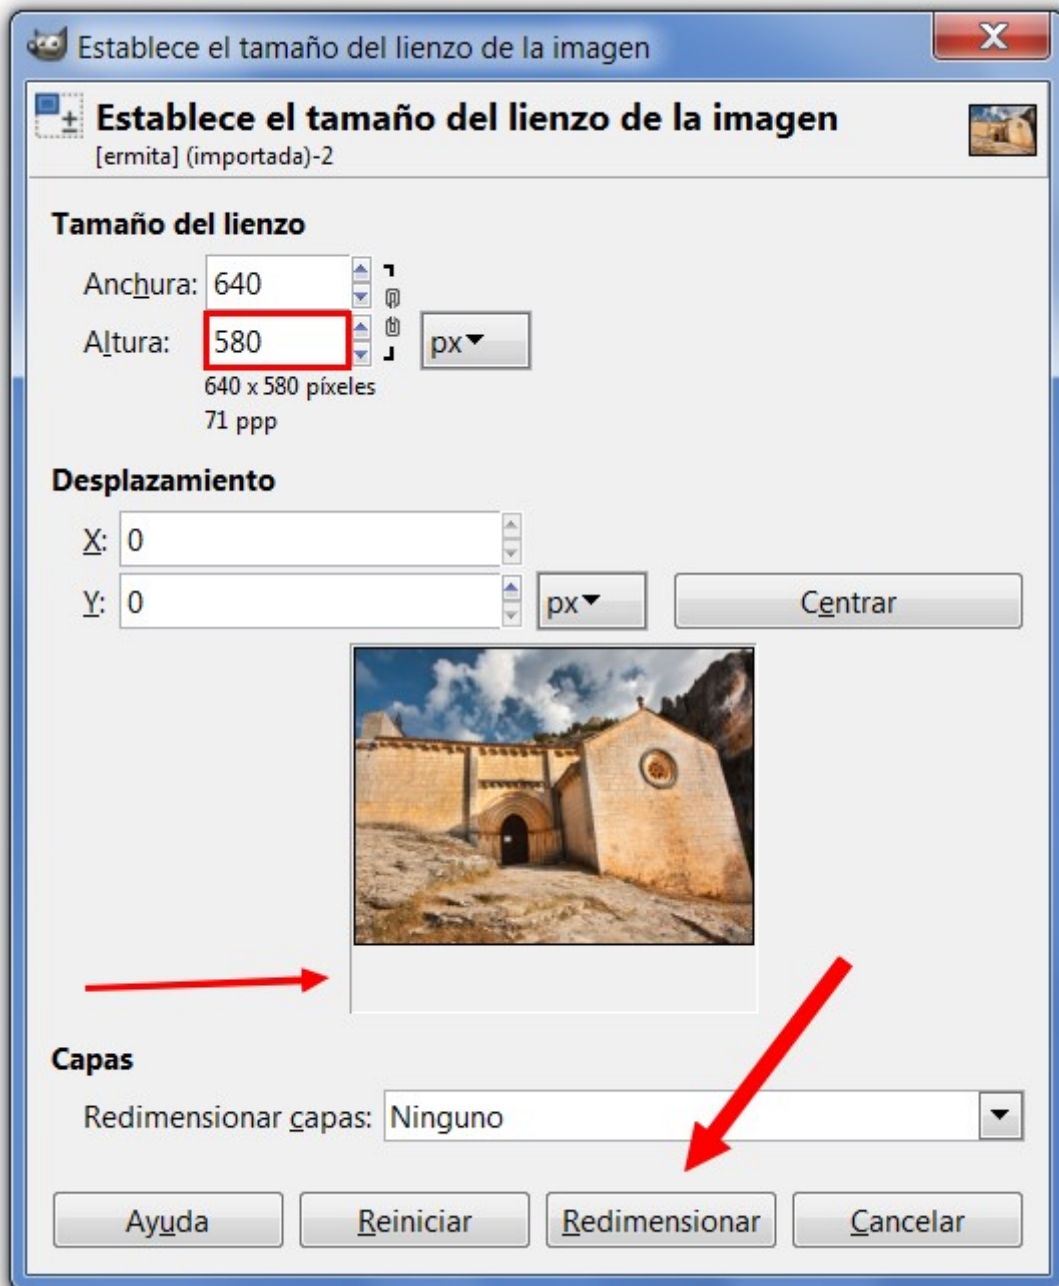 Establece el tamaño del lienzo de la imagen
Establece el tamaño del lienzo de la imagen
[ermita] (importada)-2
Tamaño del lienzo
Anchura: 640
Altura: 580 px
640 x 580 píxeles
71 ppp
Desplazamiento
X: 0
Y: 0 px Centrar
Capas
Redimensionar capas: Ninguno
Ayuda Reiniciar Redimensionar Cancelar